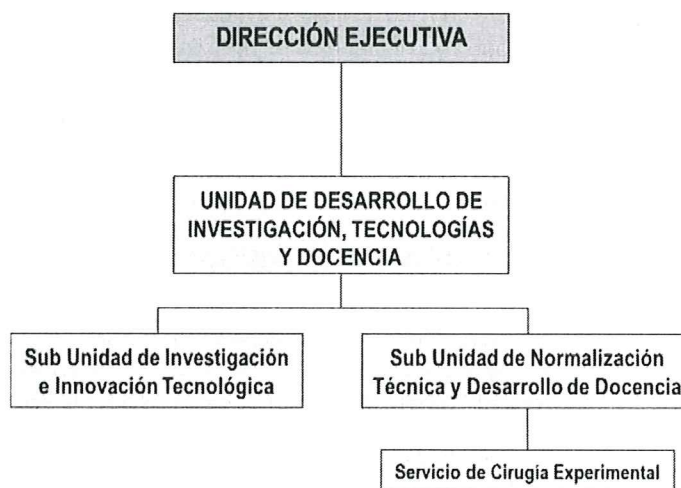 DIRECCIÓN EJECUTIVA
UNIDAD DE DESARROLLO DE
INVESTIGACIÓN, TECNOLOGÍAS
Y DOCENCIA
Sub Unidad de Investigación
e Innovación Tecnológica
Sub Unidad de Normalización
Técnica y Desarrollo de Docencia
Servicio de Cirugía Experimental